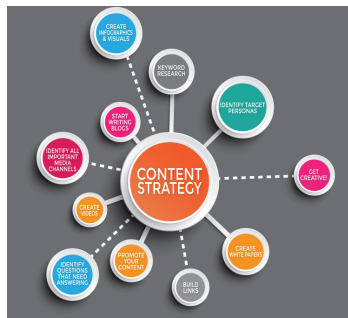 CREATE
INFOGRAPHICS
& VISUALS
KEYWORD
RESEARCH
IDENTIFY TARGET
PERSONAS
START
WRITING
BLOGS
IDENTIFY ALL
IMPORTANT
MEDIA
CHANNELS
CONTENT
STRATEGY
GET
CREATIVE!
CREATE
VIDEOS
PROMOTE
YOUR
CONTENT
CREATE
WHITE PAPERS
IDENTIFY
QUESTIONS
THAT NEED
ANSWERING
BUILD
LINKS